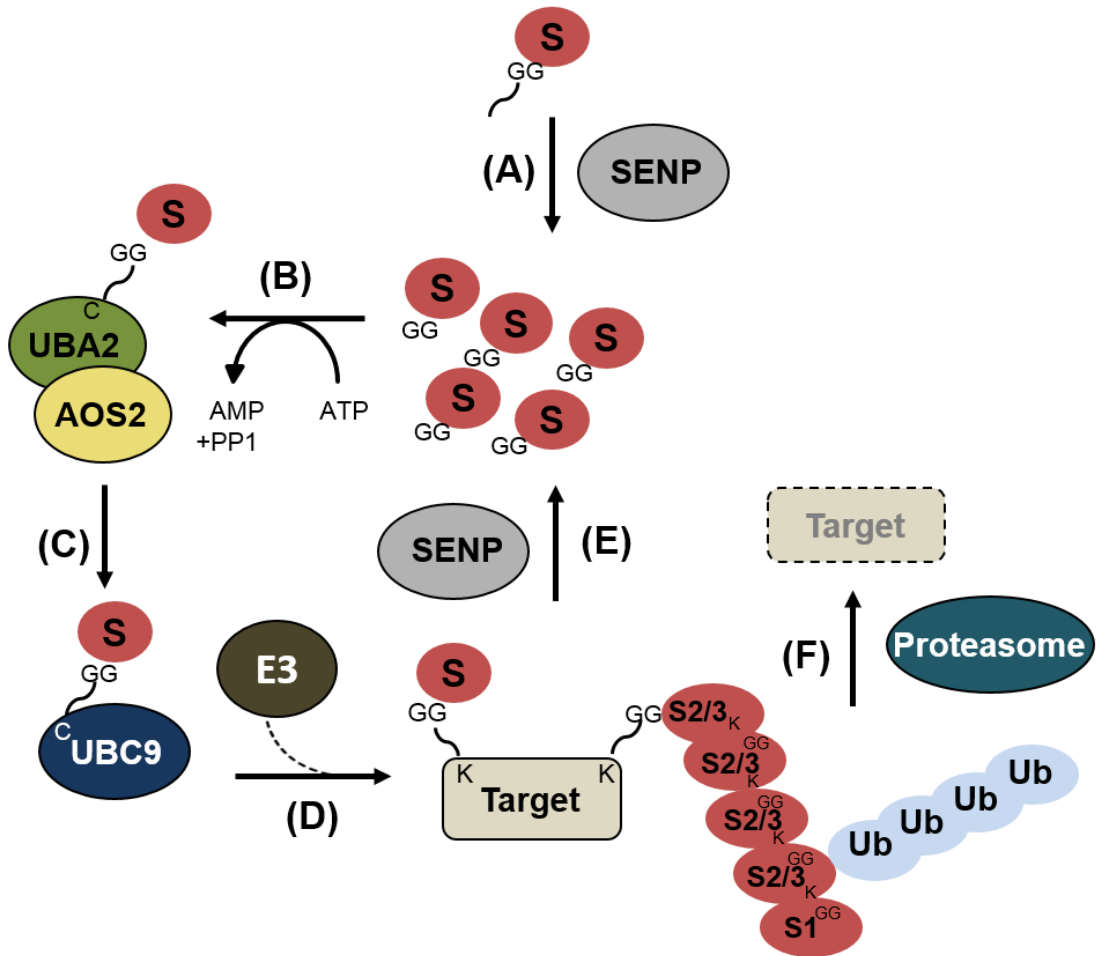 S
GG
(A)
SENP
S
GG
C
UBA2
AOS2
(B)
AMP
+PP1
ATP
S
GG
S
GG
S
GG
S
GG
S
GG
(C)
SENP
(E)
Target
S
GG
C
UBC9
E3
(D)
(F)
Proteasome
S
GG
K
K
Target
GG
S2/3
K
GG
S2/3
K
GG
S2/3
K
GG
S2/3
K
GG
S1
Ub
Ub
Ub
Ub